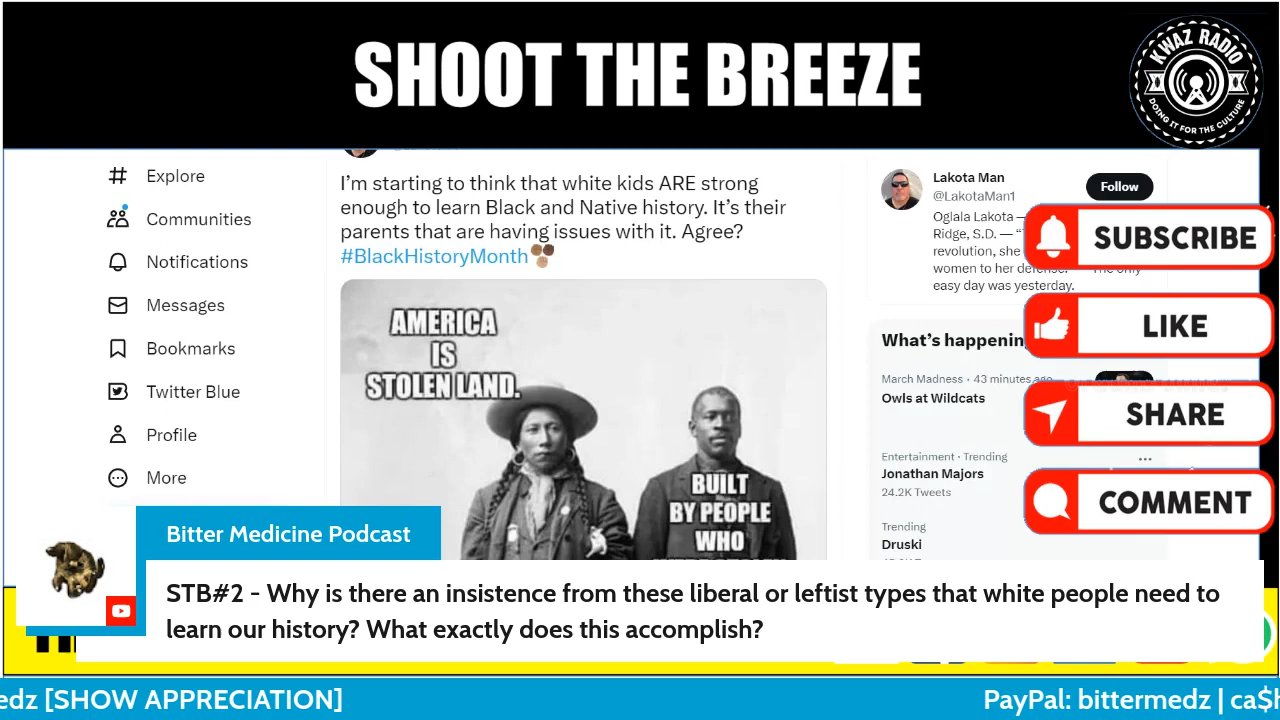 SHOOT THE BREEZE
KWAZ RADIO
DOING IT FOR THE CULTURE
# Explore
Communities
Notifications
Messages
Bookmarks
Twitter Blue
Profile
More
I'm starting to think that white kids ARE strong
enough to learn Black and Native history. It's their
parents that are having issues with it. Agree?
#BlackHistoryMonth
AMERICA
IS
STOLEN LAND.
BUILT
BY PEOPLE
WHO
Lakota Man
@LakotaMan1
Follow
Oglala Lakota —
Ridge, S.D. —
revolution, she
women to her defense. The only
easy day was yesterday.
What's happening
March Madness · 43 minutes ago
Owls at Wildcats
Entertainment · Trending
Jonathan Majors
24.2K Tweets
Trending
Druski
SUBSCRIBE
LIKE
SHARE
COMMENT
Bitter Medicine Podcast
STB#2 - Why is there an insistence from these liberal or leftist types that white people need to
learn our history? What exactly does this accomplish?
edz [SHOW APPRECIATION]
PayPal: bittermedz | ca$h